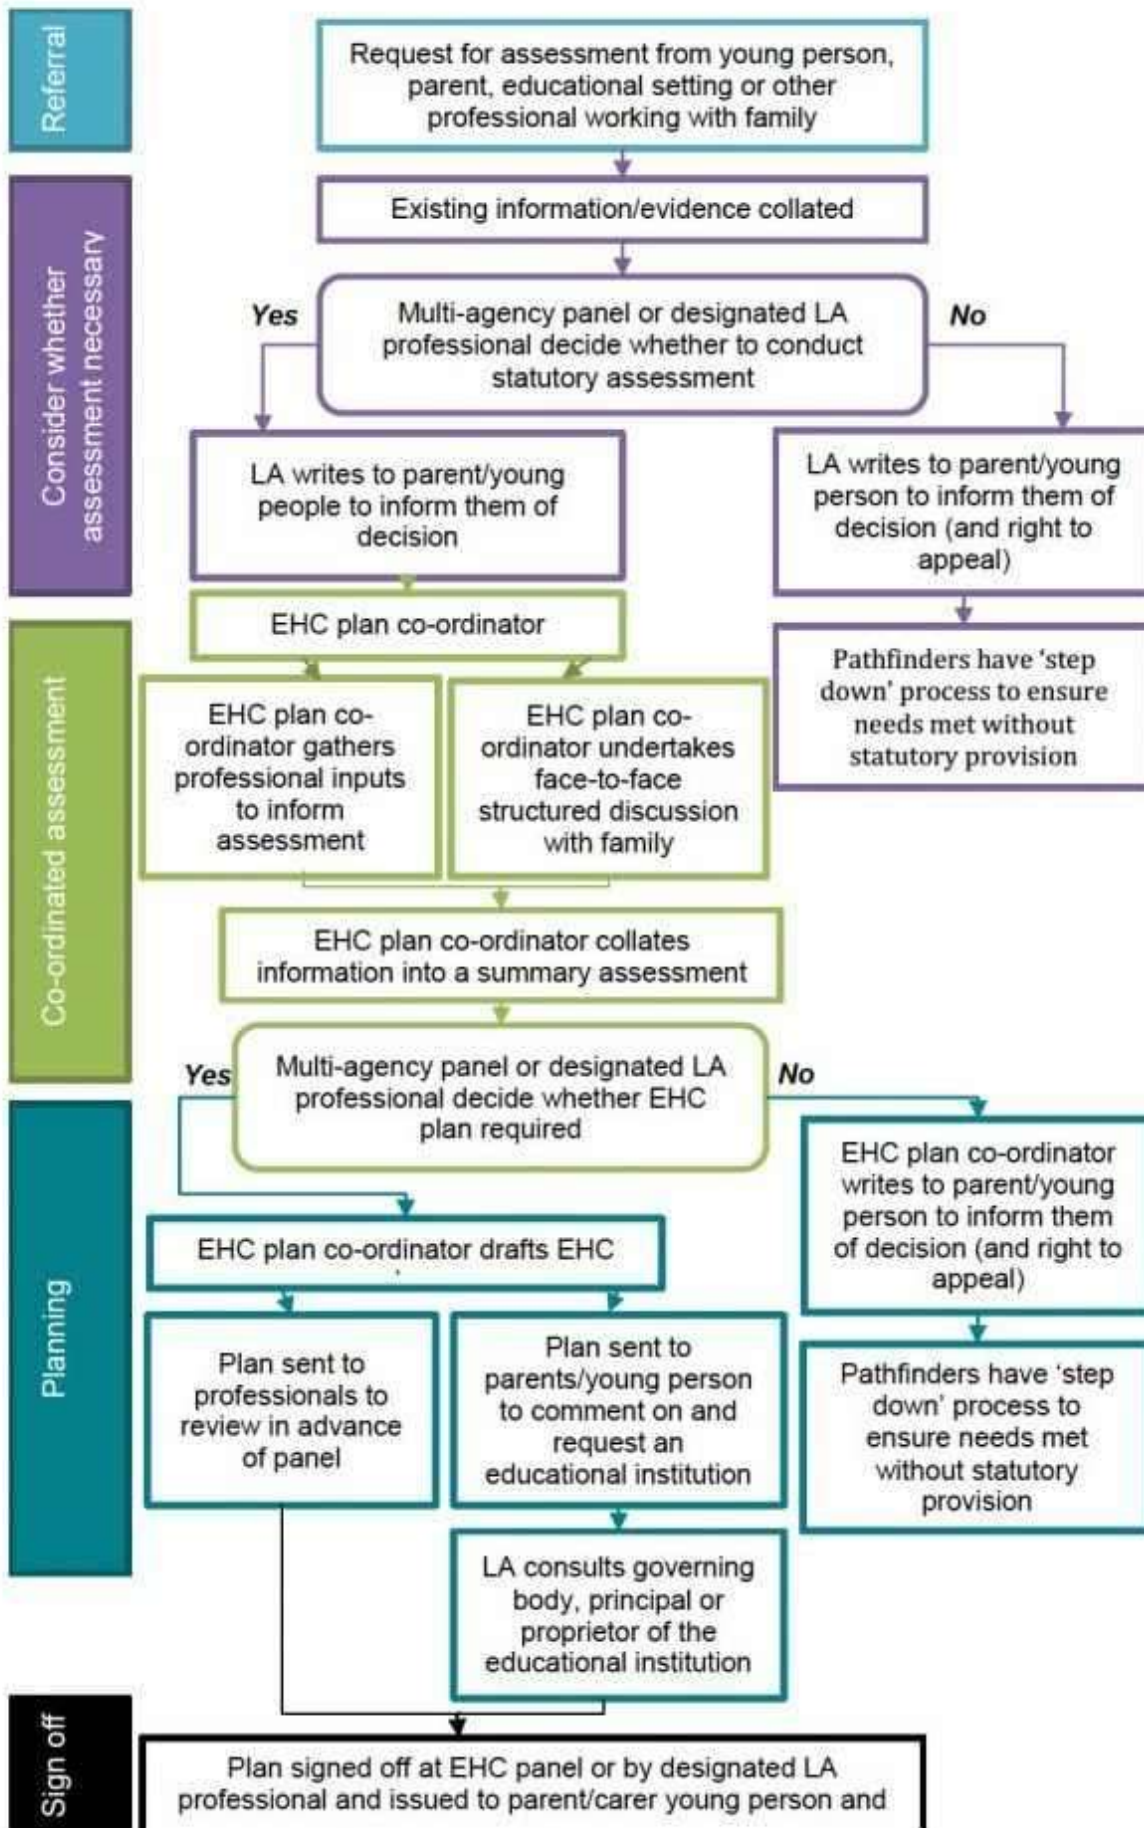 Referral
Request for assessment from young person,
parent, educational setting or other
professional working with family
Consider whether
assessment necessary
Existing information/evidence collated
Yes
Multi-agency panel or designated LA
professional decide whether to conduct
statutory assessment
No
LA writes to parent/young
people to inform them of
decision
LA writes to parent/young
person to inform them of
decision (and right to
appeal)
Co-ordinated assessment
EHC plan co-ordinator
Pathfinders have ‘step
down’ process to ensure
needs met without
statutory provision
EHC plan co-
ordinator gathers
professional inputs
to inform
assessment
EHC plan co-
ordinator undertakes
face-to-face
structured discussion
with family
EHC plan co-ordinator collates
information into a summary assessment
Yes
Multi-agency panel or designated LA
professional decide whether EHC
plan required
No
Planning
EHC plan co-ordinator
writes to parent/young
person to inform them
of decision (and right to
appeal)
EHC plan co-ordinator drafts EHC
Plan sent to
professionals to
review in advance
of panel
Plan sent to
parents/young person
to comment on and
request an
educational institution
Pathfinders have ‘step
down’ process to
ensure needs met
without statutory
provision
LA consults governing
body, principal or
proprietor of the
educational institution
Sign off
Plan signed off at EHC panel or by designated LA
professional and issued to parent/carer young person and